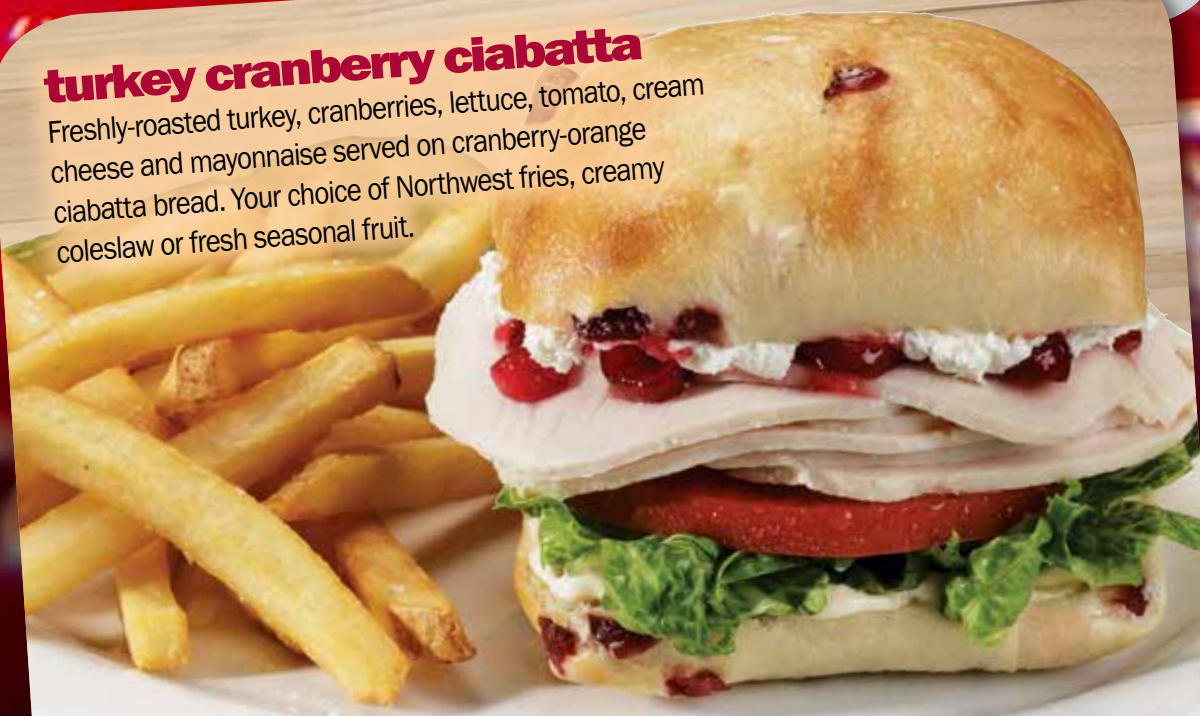 turkey cranberry ciabatta
Freshly-roasted turkey, cranberries, lettuce, tomato, cream
cheese and mayonnaise served on cranberry-orange
ciabatta bread. Your choice of Northwest fries, creamy
coleslaw or fresh seasonal fruit.